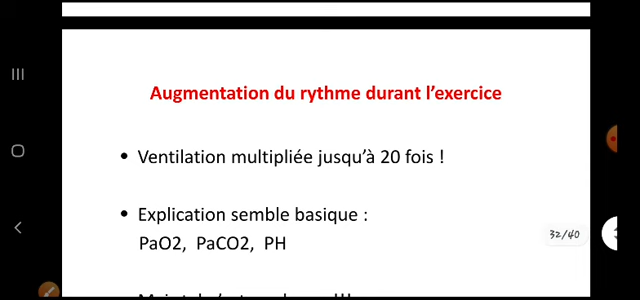 Augmentation du rythme durant l’exercice
• Ventilation multipliée jusqu’à 20 fois !
• Explication semble basique :
PaO2, PaCO2, PH
32/40